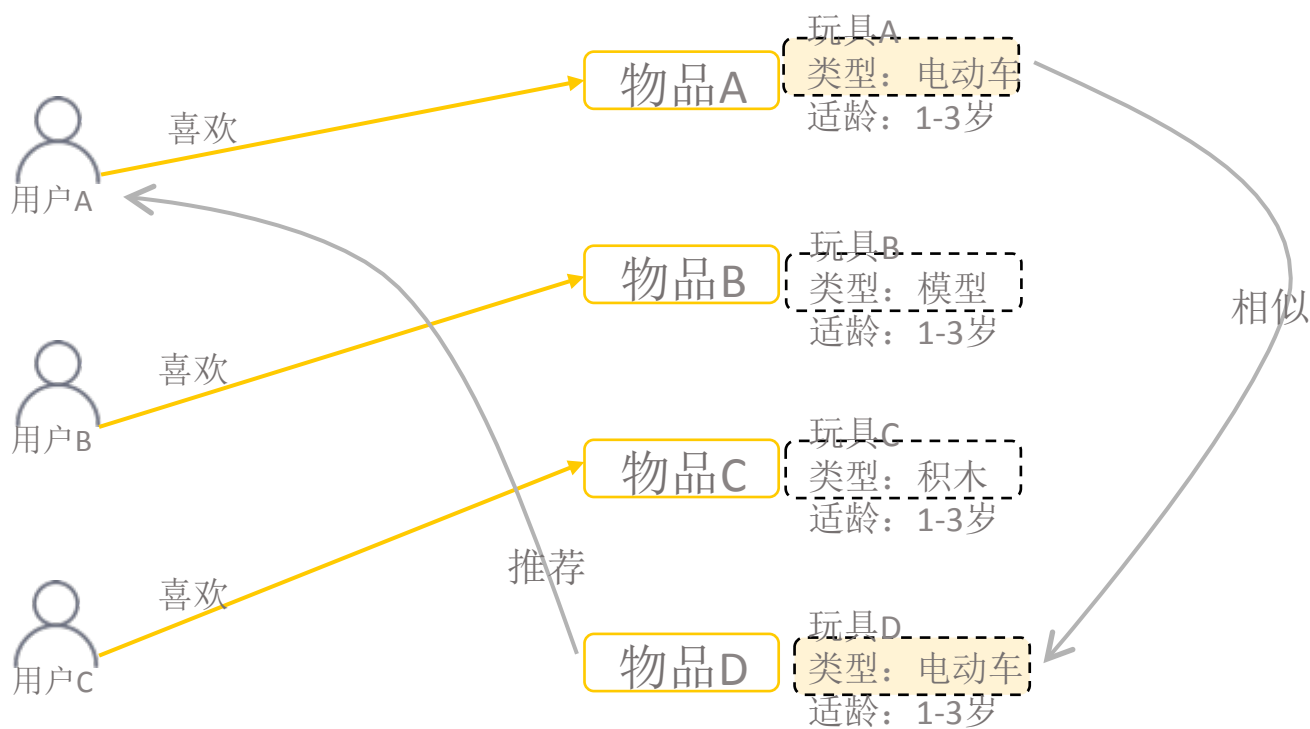 玩具A
物品A
类型：电动车
适龄：1-3岁
喜欢
用户A
玩具B
物品B
类型：模型
适龄：1-3岁
相似
喜欢
用户B
玩具C
物品C
类型：积木
适龄：1-3岁
推荐
喜欢
用户C
玩具D
物品D
类型：电动车
适龄：1-3岁